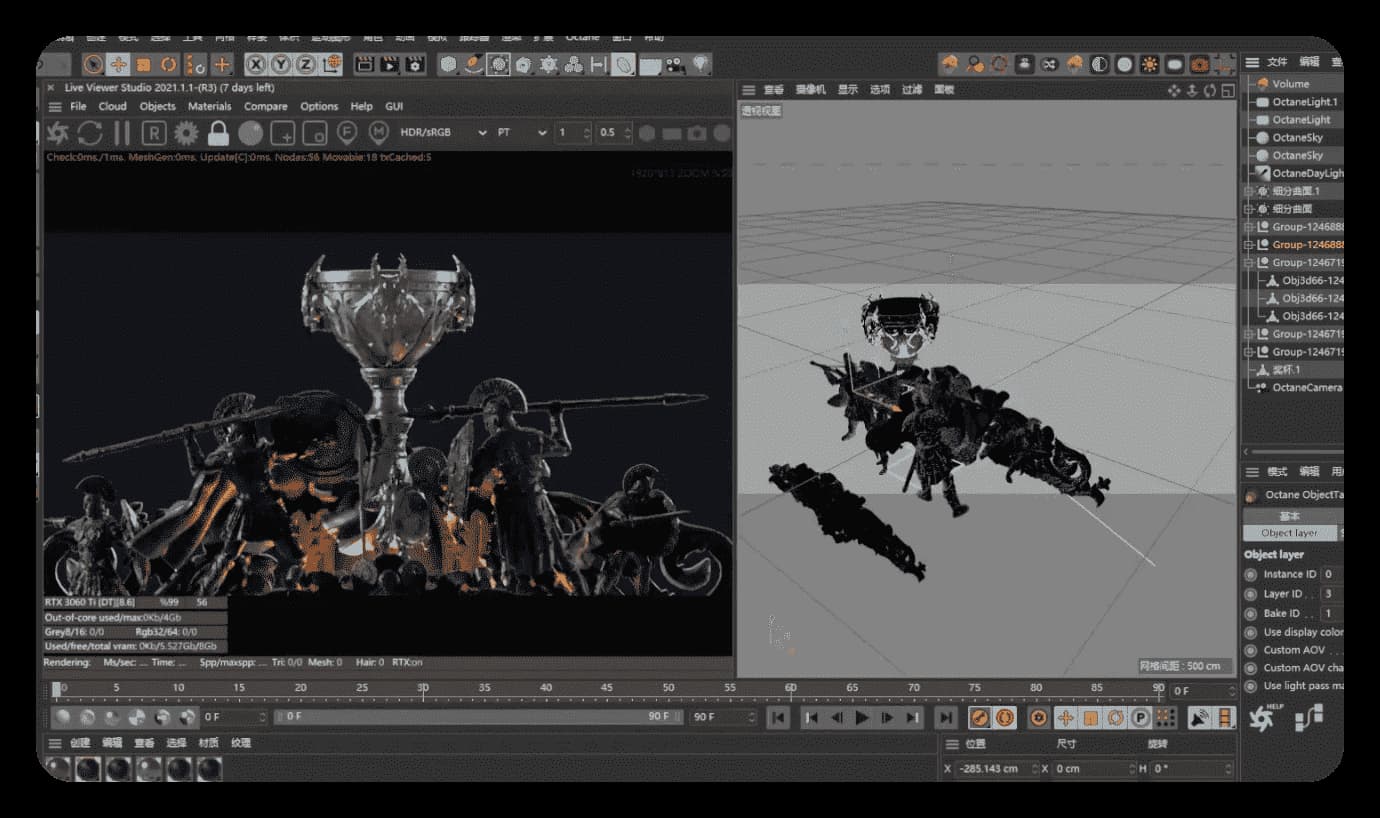 Octane
Live Viewer Studio 2021.1.1-(R3) (7 days left)
File Cloud Objects Materials Compare Options Help GUI
R F M HDR/sRGB PT 1 0.5
Check:0ms./1ms. MeshGen:0ms. Update[C]:0ms. Nodes:56 Movable:18 txCached:5
RTX 3060 Ti (DT)[8.6] %99 56
Out-of-core used/max:0Kb/4Gb
Grey8/16: 0/0 Rgb32/64: 0/0
Used/free/total vram: 0Kb/5.527Gb/8Gb
Rendering: Ms/sec: ... Time: ... Spp/maxspp: ... Tri: 0/0 Mesh: 0 Hair: 0 RTX:on
X Y Z
查看 摄像机 显示 选项 过滤 面板
透视视图
网格间距 : 500 cm
文件 编辑
Volume
OctaneLight.1
OctaneLight
OctaneSky
OctaneSky
OctaneDayLigh
细分曲面.1
细分曲面
Group-1246888
Group-1246888
Group-1246719
Obj3d66-124
Obj3d66-124
Obj3d66-124
Group-1246719
Group-1246719
奖杯.1
OctaneCamera
模式 编辑 用
Octane ObjectTa
基本
Object layer
Object layer
Instance ID 0
Layer ID . . 3
Bake ID . . 1
Use display color
Custom AOV . .
Custom AOV cha
Use light pass ma
HELP
0 5 10 15 20 25 30 35 40 45 50 55 60 65 70 75 80 85 90 0 F
0 F 0 F 90 F 90 F P
创建 编辑 查看 选择 材质 纹理
位置 尺寸 旋转
X -285.143 cm X 0 cm H 0 °